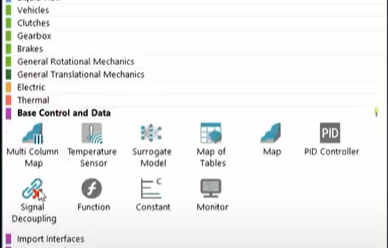 Vehicles
Clutches
Gearbox
Brakes
General Rotational Mechanics
General Translational Mechanics
Electric
Thermal
Base Control and Data
Multi Column Map
Temperature Sensor
Surrogate Model
Map of Tables
Map
PID
PID Controller
Signal Decoupling
f
Function
C
Constant
Monitor
Import Interfaces